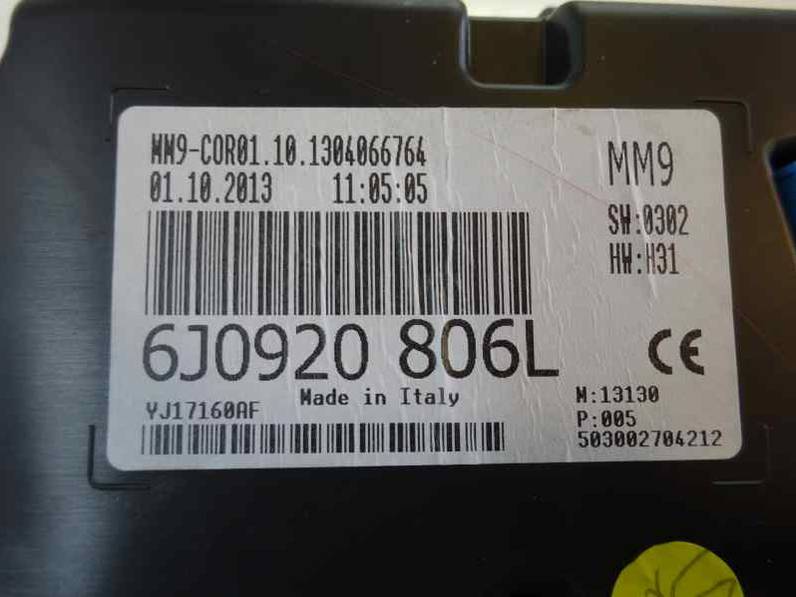 MM9-COR01.10.1304066764
01.10.2013 11:05:05
MM9
SW:0302
HW:H31
6J0920 806L
CE
Made in Italy
YJ17160AF
M:13130
P:005
503002704212